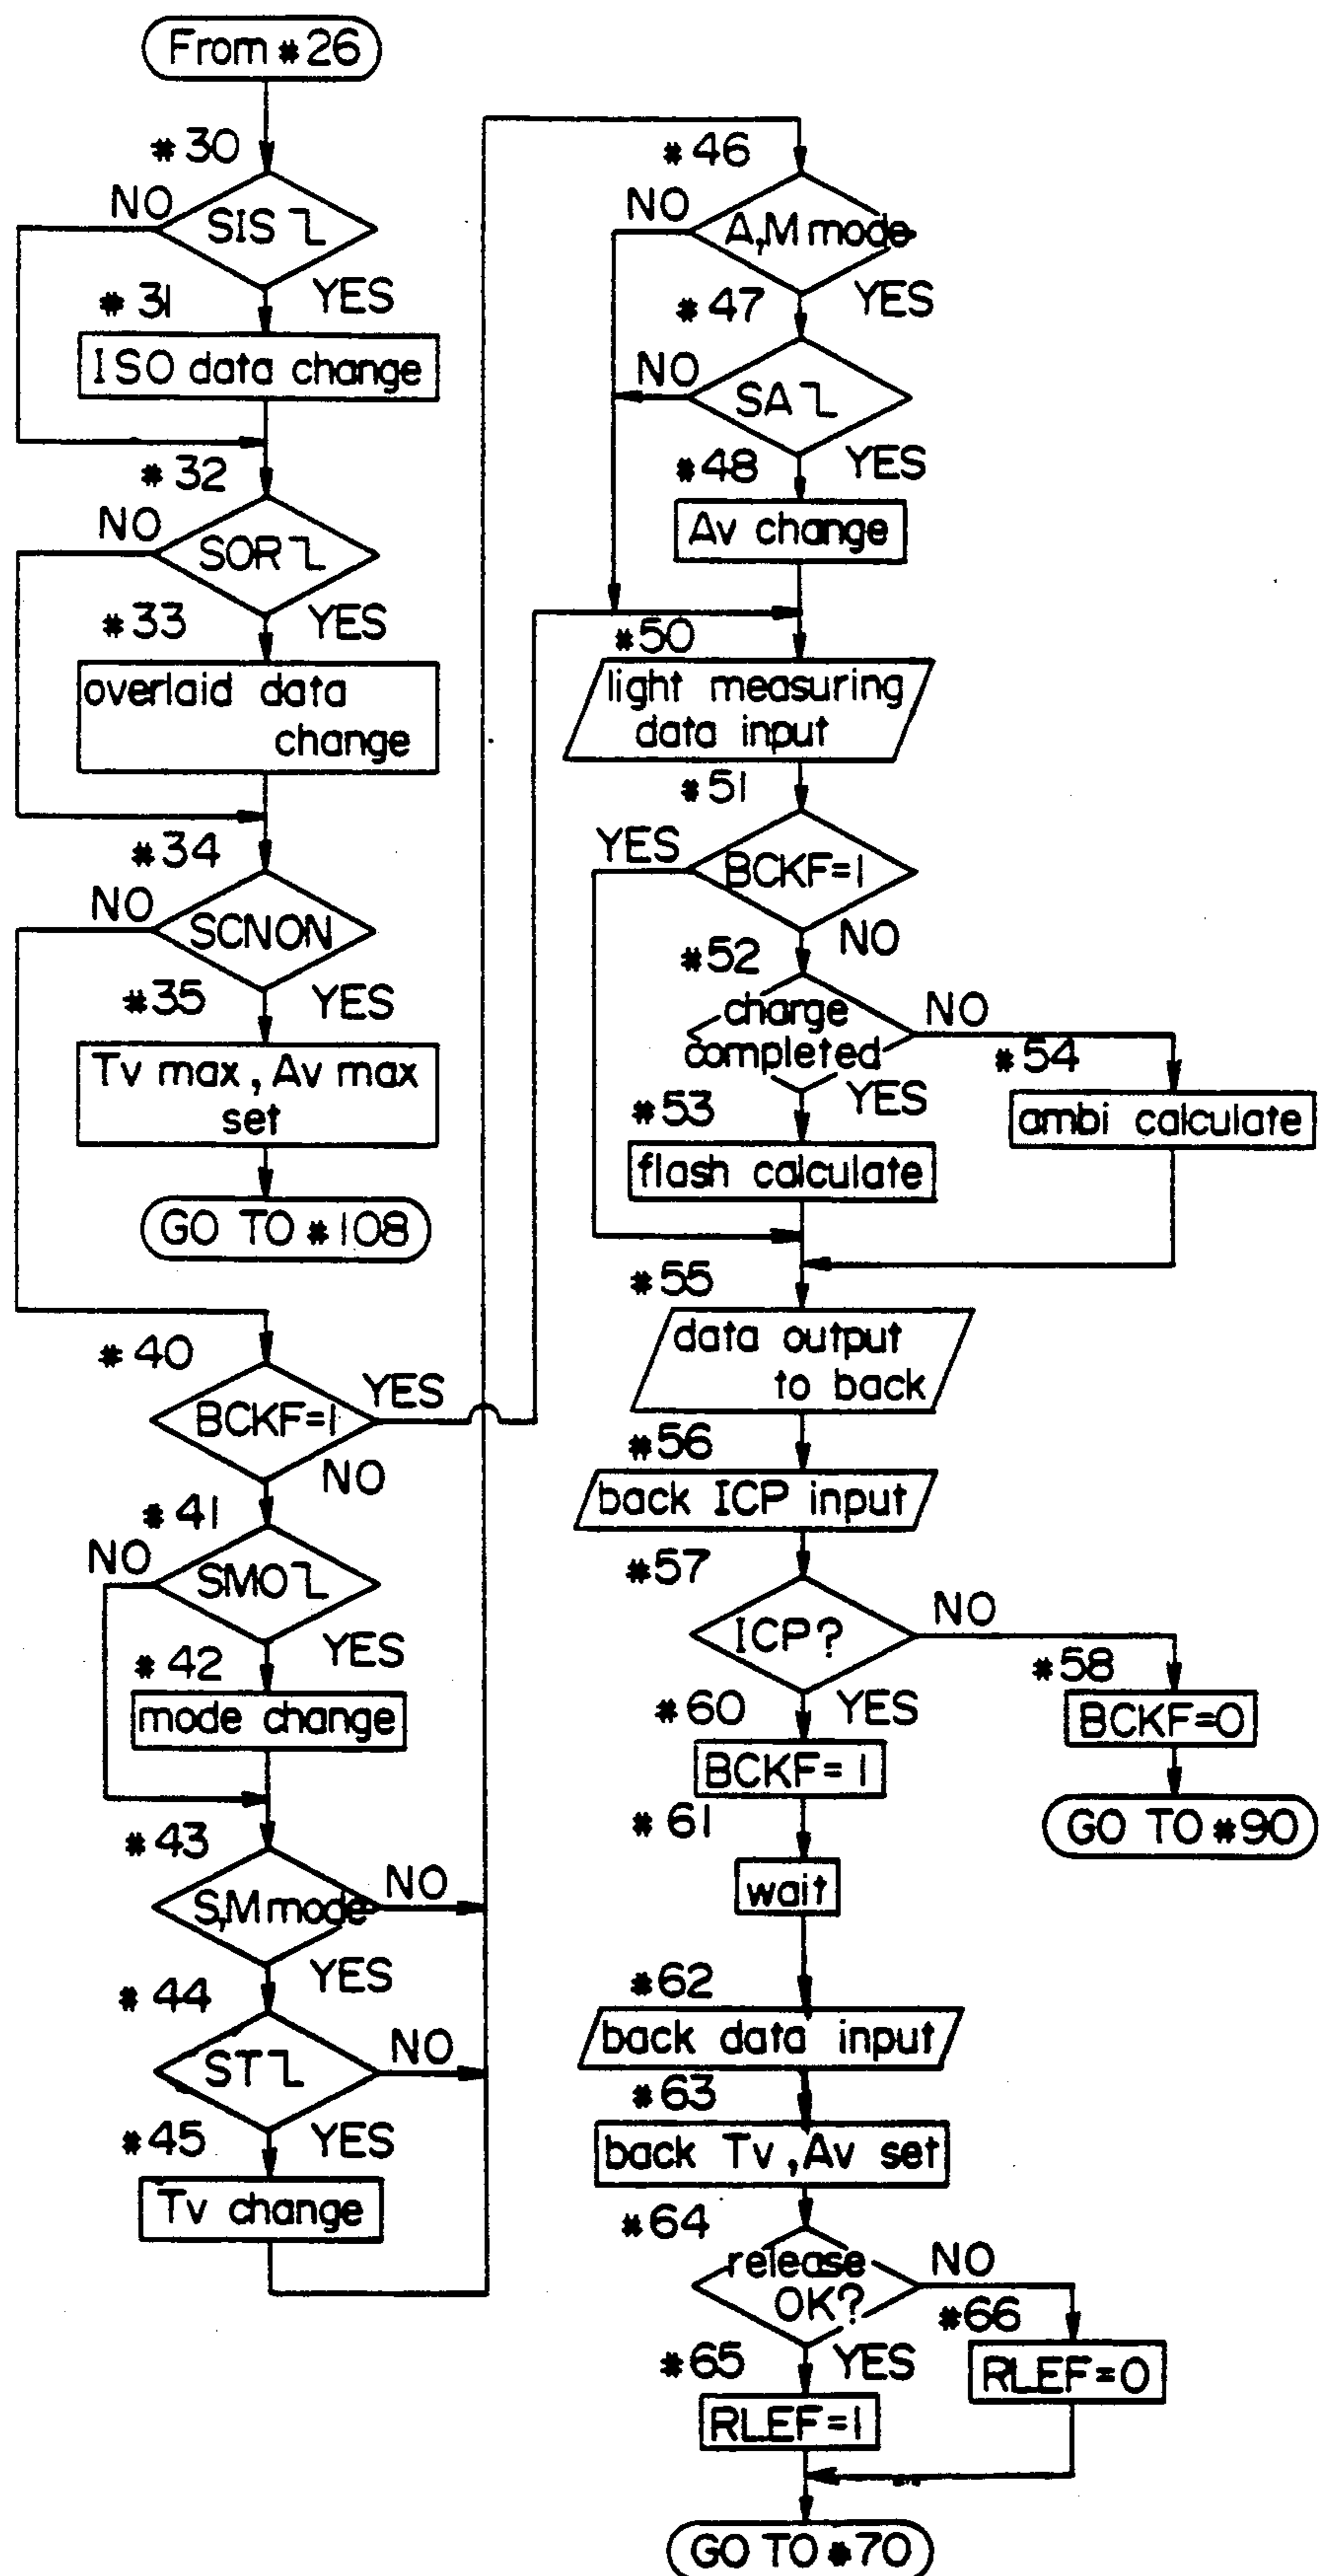 From *26
*30
NO
SIS
*31
YES
ISO data change
*32
NO
SOR
*33
YES
overlaid data
change
*34
NO
SCNON
*35
YES
Tv max, Av max
set
GO TO *108
*40
YES
BCKF=1
NO
*41
NO
SMO
YES
*42
mode change
*43
NO
S,M mode
YES
*44
NO
ST
*45
YES
Tv change
*46
NO
A,M mode
*47
YES
NO
SA
*48
YES
Av change
*50
light measuring
data input
*51
YES
BCKF=1
NO
*52
charge
completed
NO
*54
YES
*53
ambi calculate
flash calculate
*55
data output
to back
*56
back ICP input
*57
NO
ICP?
*58
*60
YES
BCKF=0
BCKF=1
*61
GO TO *90
wait
*62
back data input
*63
back Tv, Av set
*64
release
OK?
NO
*66
*65
YES
RLEF=0
RLEF=1
GO TO *70